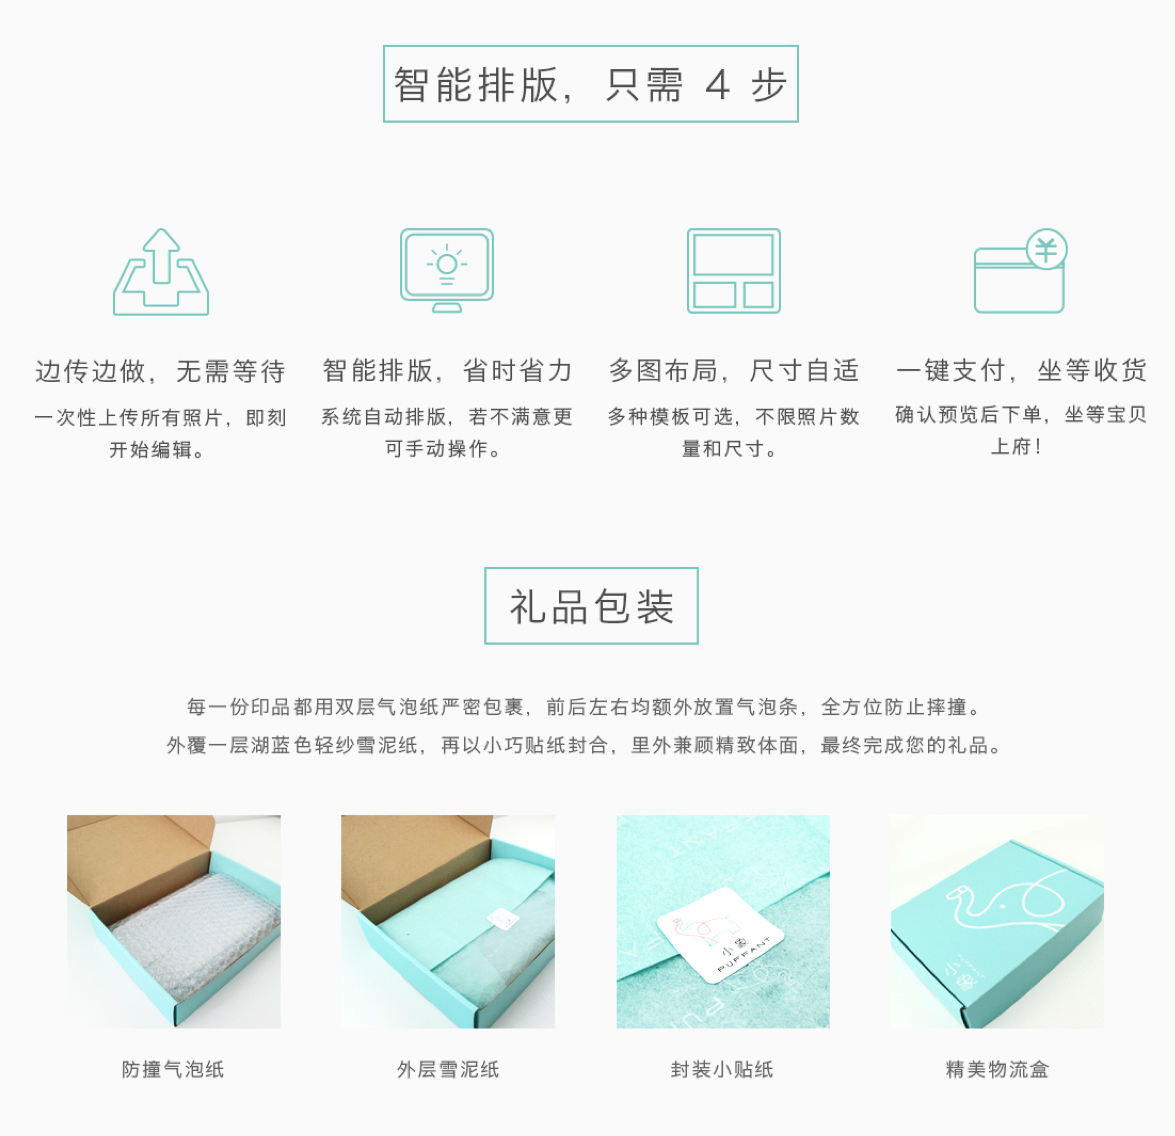 智能排版，只需 4 步
边传边做，无需等待
一次性上传所有照片，即刻
开始编辑。
智能排版，省时省力
系统自动排版，若不满意更
可手动操作。
多图布局，尺寸自适
多种模板可选，不限照片数
量和尺寸。
一键支付，坐等收货
确认预览后下单，坐等宝贝
上府！
礼品包装
每一份印品都用双层气泡纸严密包裹，前后左右均额外放置气泡条，全方位防止摔撞。
外覆一层湖蓝色轻纱雪泥纸，再以小巧贴纸封合，里外兼顾精致体面，最终完成您的礼品。
小象
PUFFANT
PUFFANT
小象
防撞气泡纸
外层雪泥纸
封装小贴纸
精美物流盒